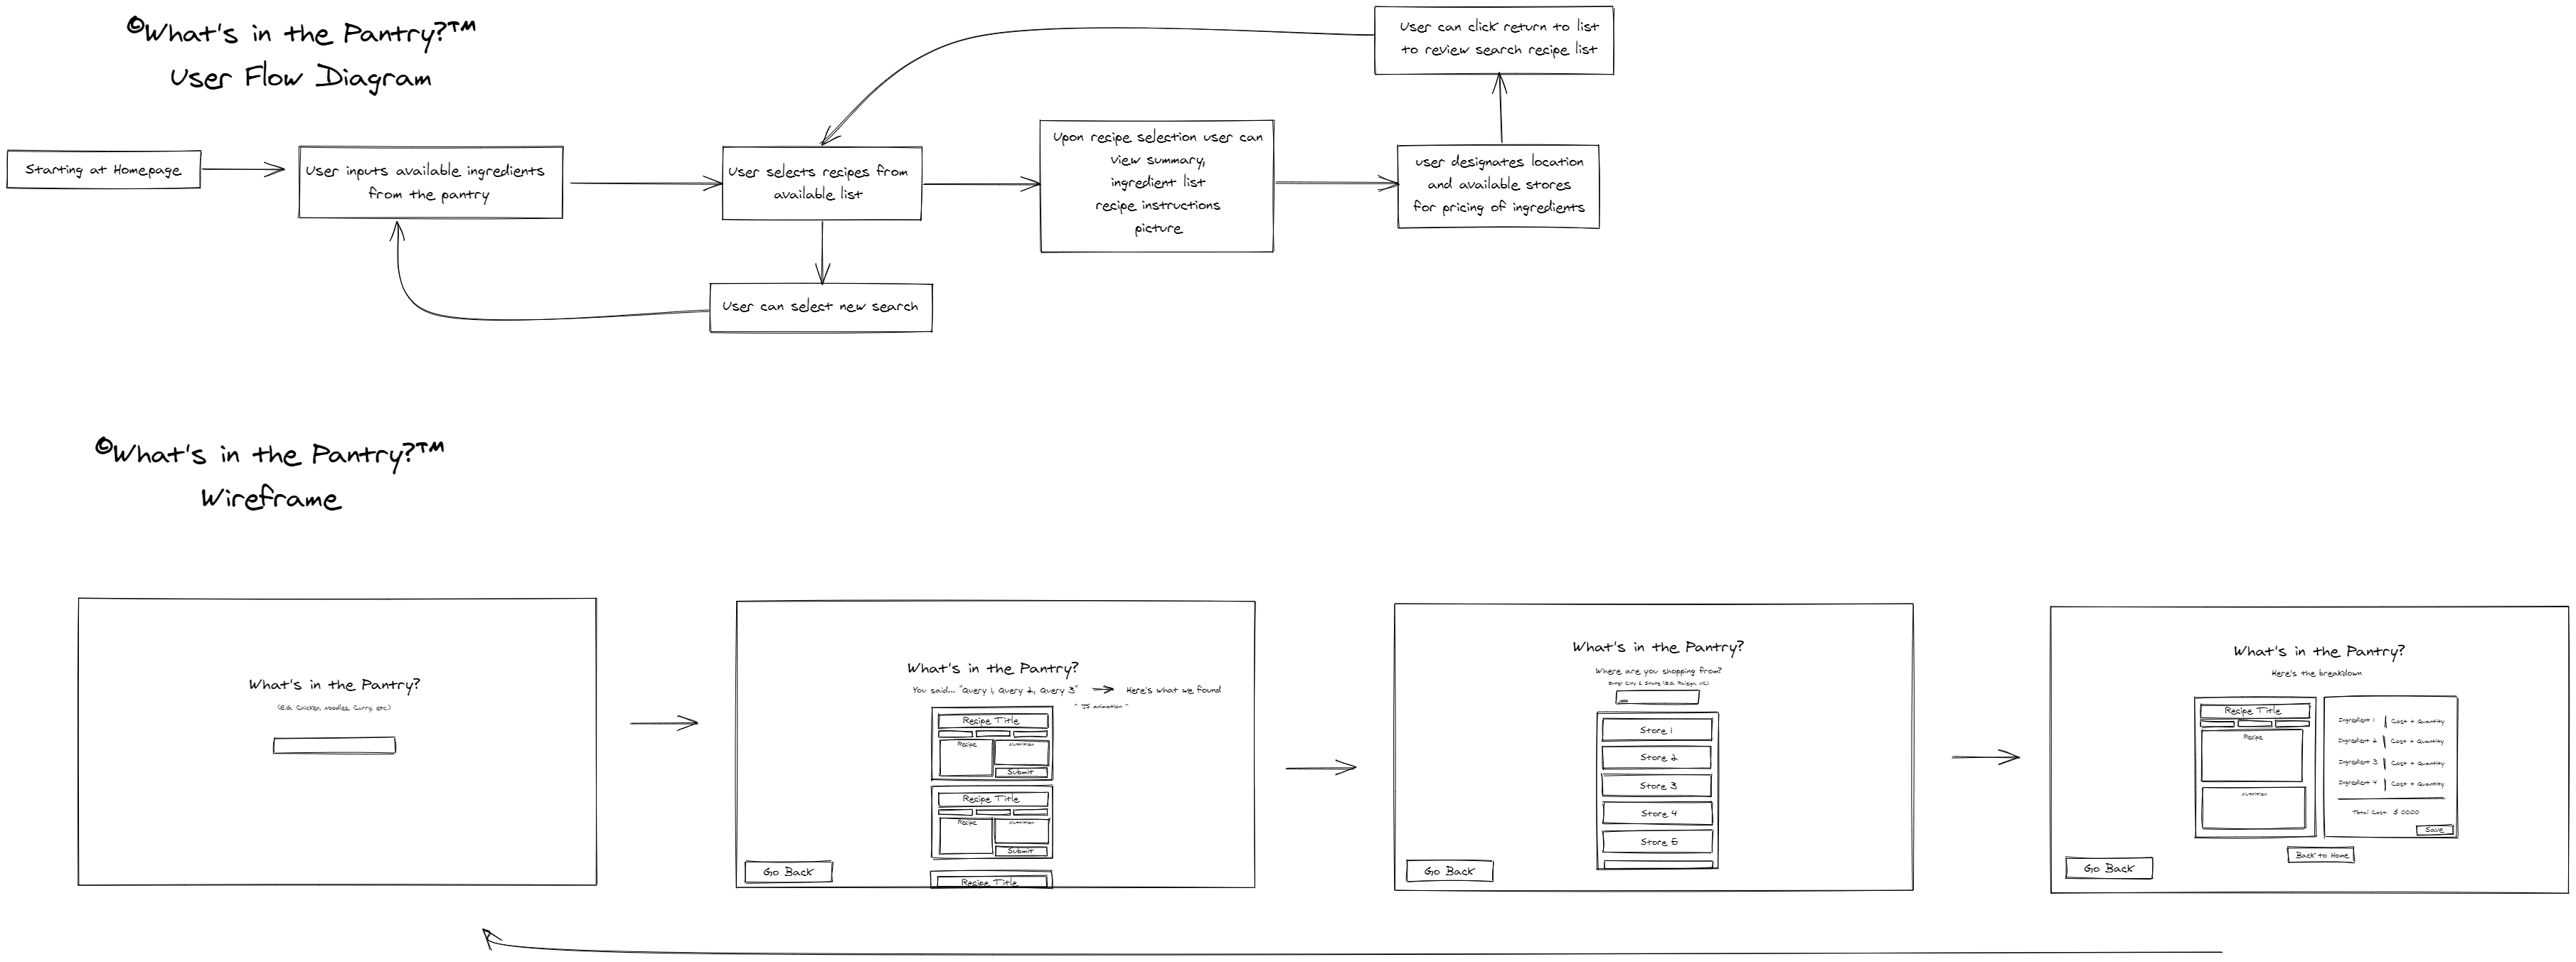 ©What's in the Pantry?™
User Flow Diagram
User can click return to list
to review search recipe list
Starting at Homepage
User inputs available ingredients
from the pantry
User selects recipes from
available list
Upon recipe selection user can
view summary,
ingredient list
recipe instructions
picture
user designates location
and available stores
for pricing of ingredients
User can select new search
©What's in the Pantry?™
Wireframe
What's in the Pantry?
(E.G. Chicken, Noodles, Curry, etc.)
What's in the Pantry?
You said... "Query 1, Query 2, Query 3"
Here's what we found
" JS animation "
Recipe Title
Recipe
Nutrition
Submit
Recipe Title
Recipe
Nutrition
Submit
Recipe Title
Go Back
What's in the Pantry?
Where are you shopping from?
Enter City & State (E.G. Raleigh, NC)
Store 1
Store 2
Store 3
Store 4
Store 5
Go Back
What's in the Pantry?
Here's the breakdown
Recipe Title
Recipe
Nutrition
Ingredient 1 | Cost + Quantity
Ingredient 2 | Cost + Quantity
Ingredient 3 | Cost + Quantity
Ingredient 4 | Cost + Quantity
Total Cost: $ 00.00
Save
Back to Home
Go Back